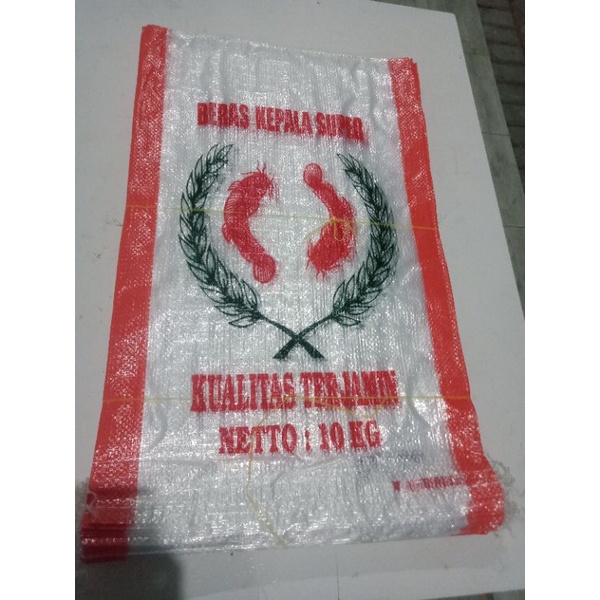 BERAS KEPALA SUPER
KUALITAS TERJAMIN
NETTO : 10 KG